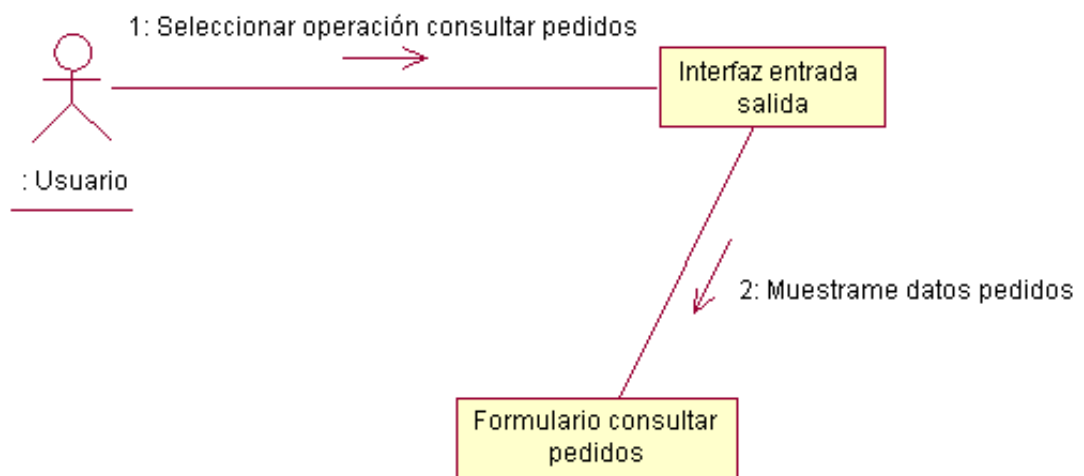 1: Seleccionar operación consultar pedidos
Interfaz entrada
salida
: Usuario
2: Muestrame datos pedidos
Formulario consultar
pedidos